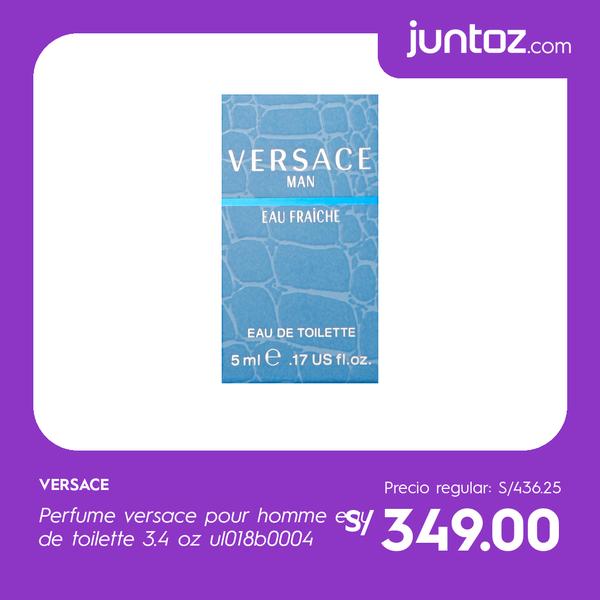 juntoz.com
VERSACE
MAN
EAU FRAÎCHE
EAU DE TOILETTE
5 ml ℮ .17 US fl.oz.
VERSACE
Precio regular: S/436.25
Perfume versace pour homme eau
de toilette 3.4 oz ul018b0004
S/ 349.00